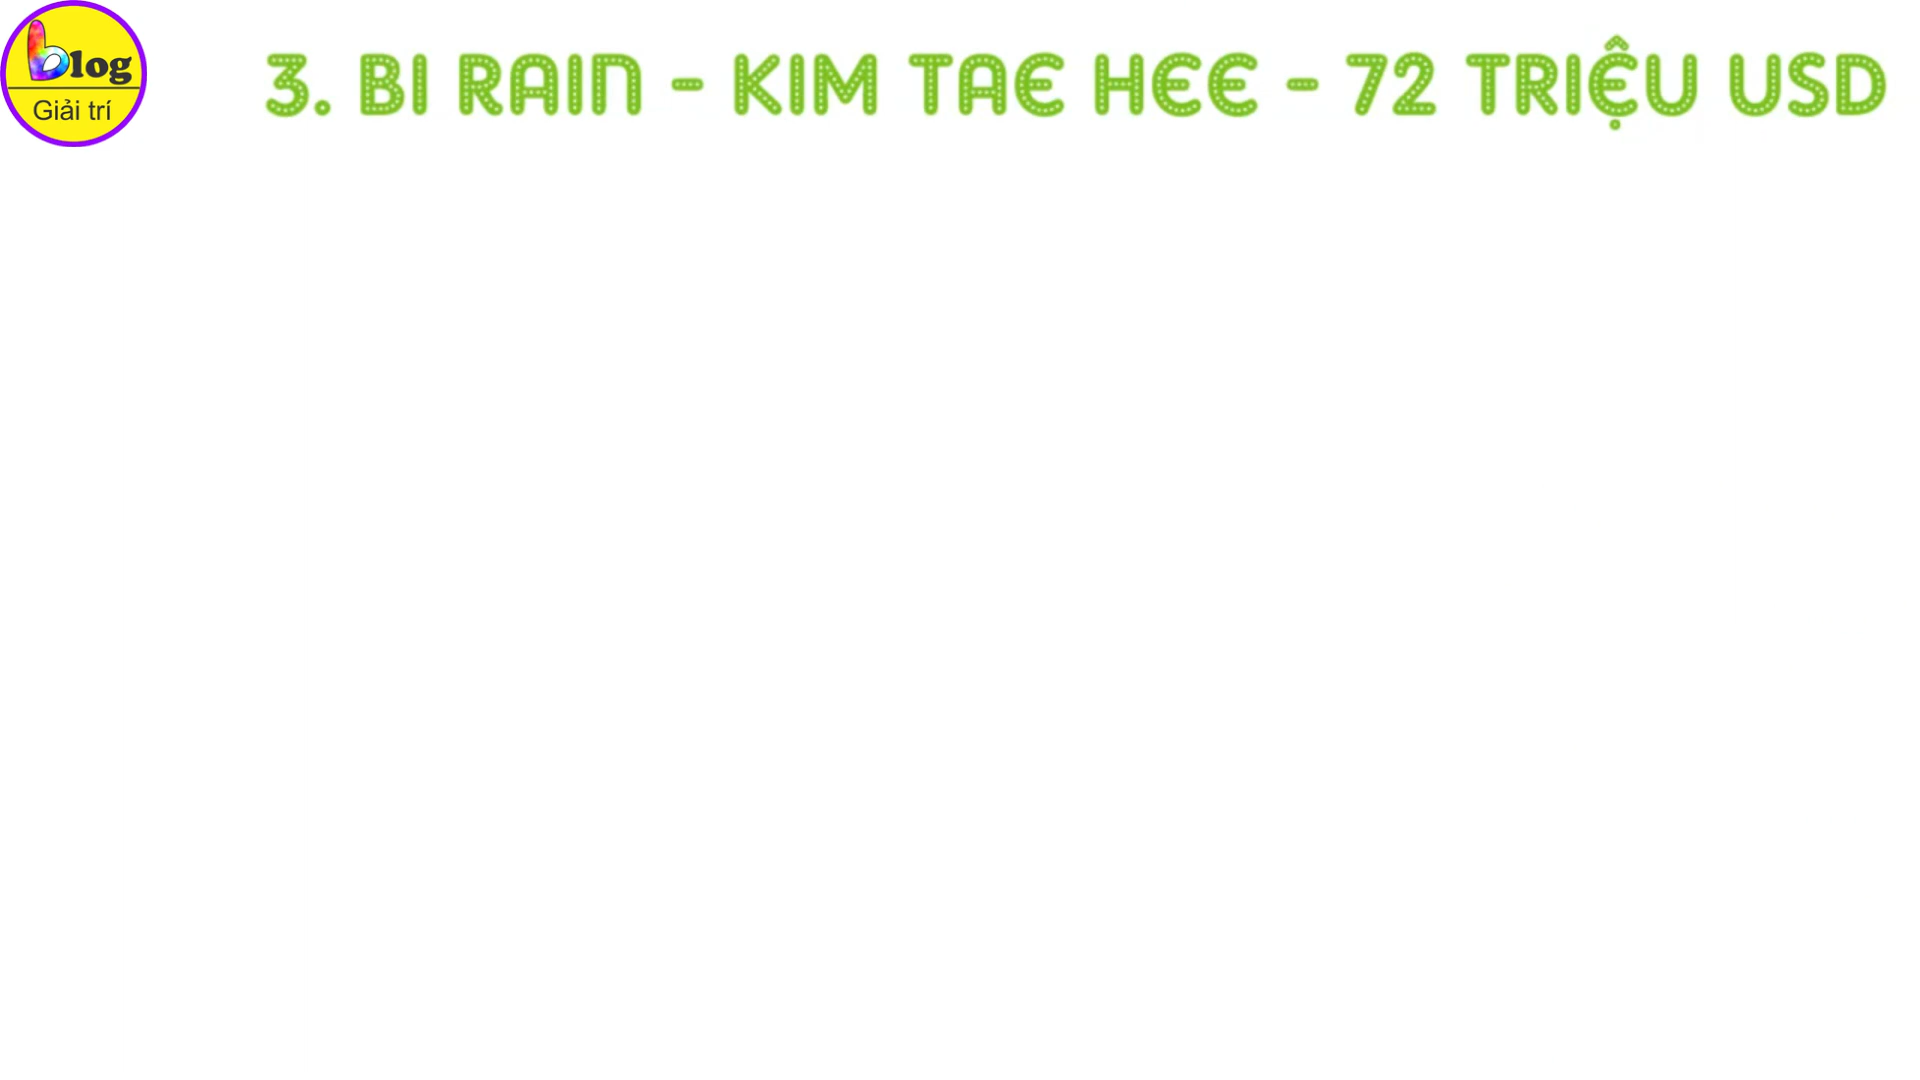 blog
Giải trí
3. BI RAIN - KIM TAE HEE - 72 TRIỆU USD